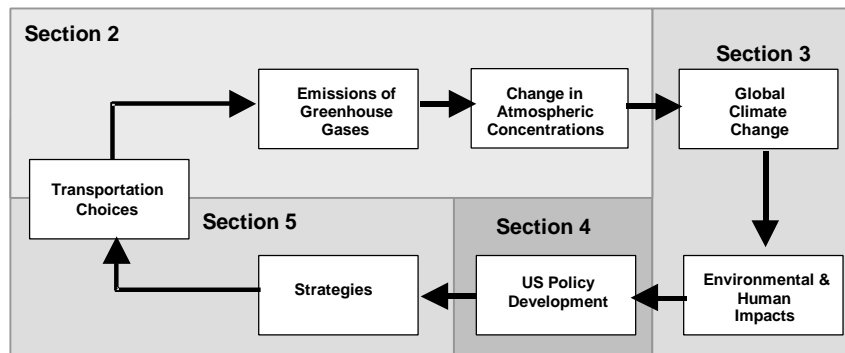 Section 2
Section 3
Emissions of
Greenhouse
Gases
Change in
Atmospheric
Concentrations
Global
Climate
Change
Transportation
Choices
Section 5
Section 4
Strategies
US Policy
Development
Environmental &
Human
Impacts